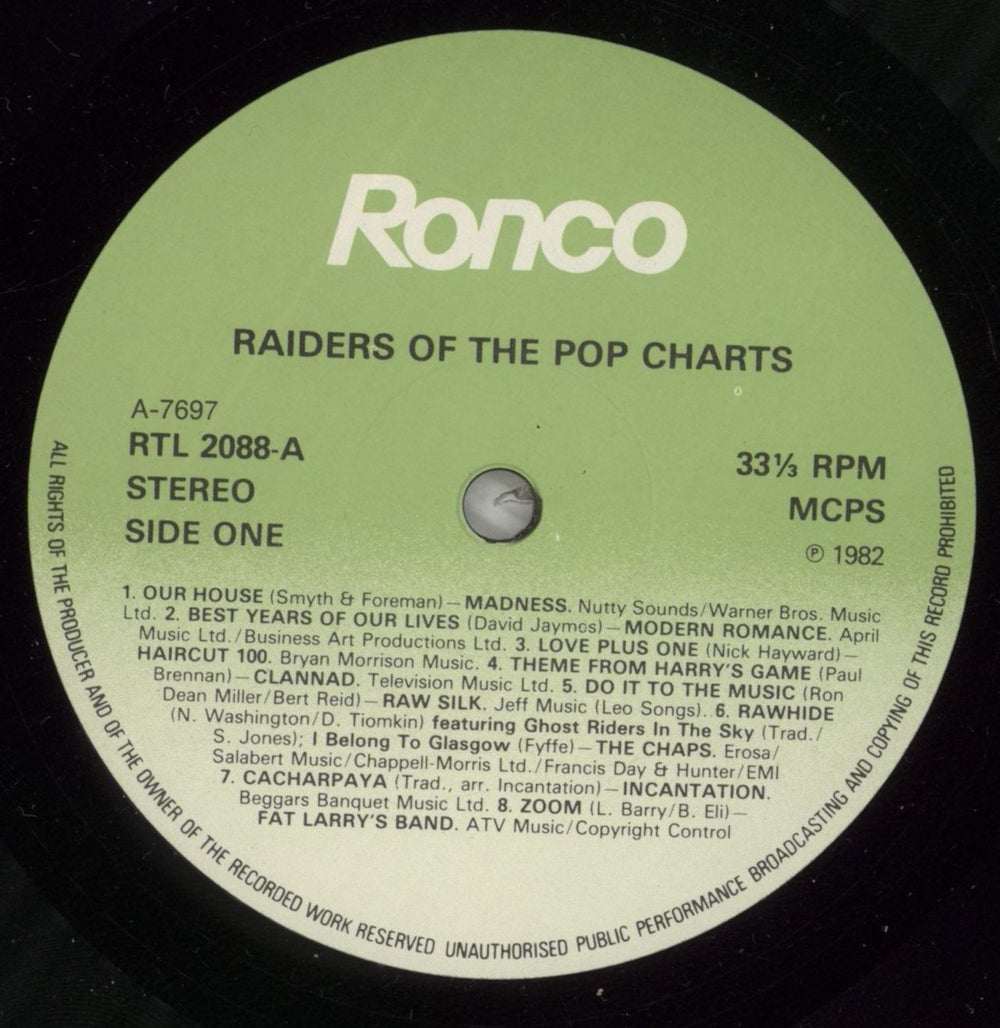 Ronco
RAIDERS OF THE POP CHARTS
A-7697
RTL 2088-A
STEREO
SIDE ONE
33⅓ RPM
MCPS
℗ 1982
1. OUR HOUSE (Smyth & Foreman)—MADNESS. Nutty Sounds/Warner Bros. Music
Ltd. 2. BEST YEARS OF OUR LIVES (David Jaymes)—MODERN ROMANCE. April
Music Ltd./Business Art Productions Ltd. 3. LOVE PLUS ONE (Nick Hayward)—
HAIRCUT 100. Bryan Morrison Music. 4. THEME FROM HARRY'S GAME (Paul
Brennan)—CLANNAD. Television Music Ltd. 5. DO IT TO THE MUSIC (Ron
Dean Miller/Bert Reid)—RAW SILK. Jeff Music (Leo Songs). 6. RAWHIDE
(N. Washington/D. Tiomkin) featuring Ghost Riders In The Sky (Trad./
S. Jones); I Belong To Glasgow (Fyffe)—THE CHAPS. Erosa/
Salabert Music/Chappell-Morris Ltd./Francis Day & Hunter/EMI
7. CACHARPAYA (Trad., arr. Incantation)—INCANTATION.
Beggars Banquet Music Ltd. 8. ZOOM (L. Barry/B. Eli)—
FAT LARRY'S BAND. ATV Music/Copyright Control
ALL RIGHTS OF THE PRODUCER AND OF THE OWNER OF THE RECORDED WORK RESERVED UNAUTHORISED PUBLIC PERFORMANCE BROADCASTING AND COPYING OF THIS RECORD PROHIBITED